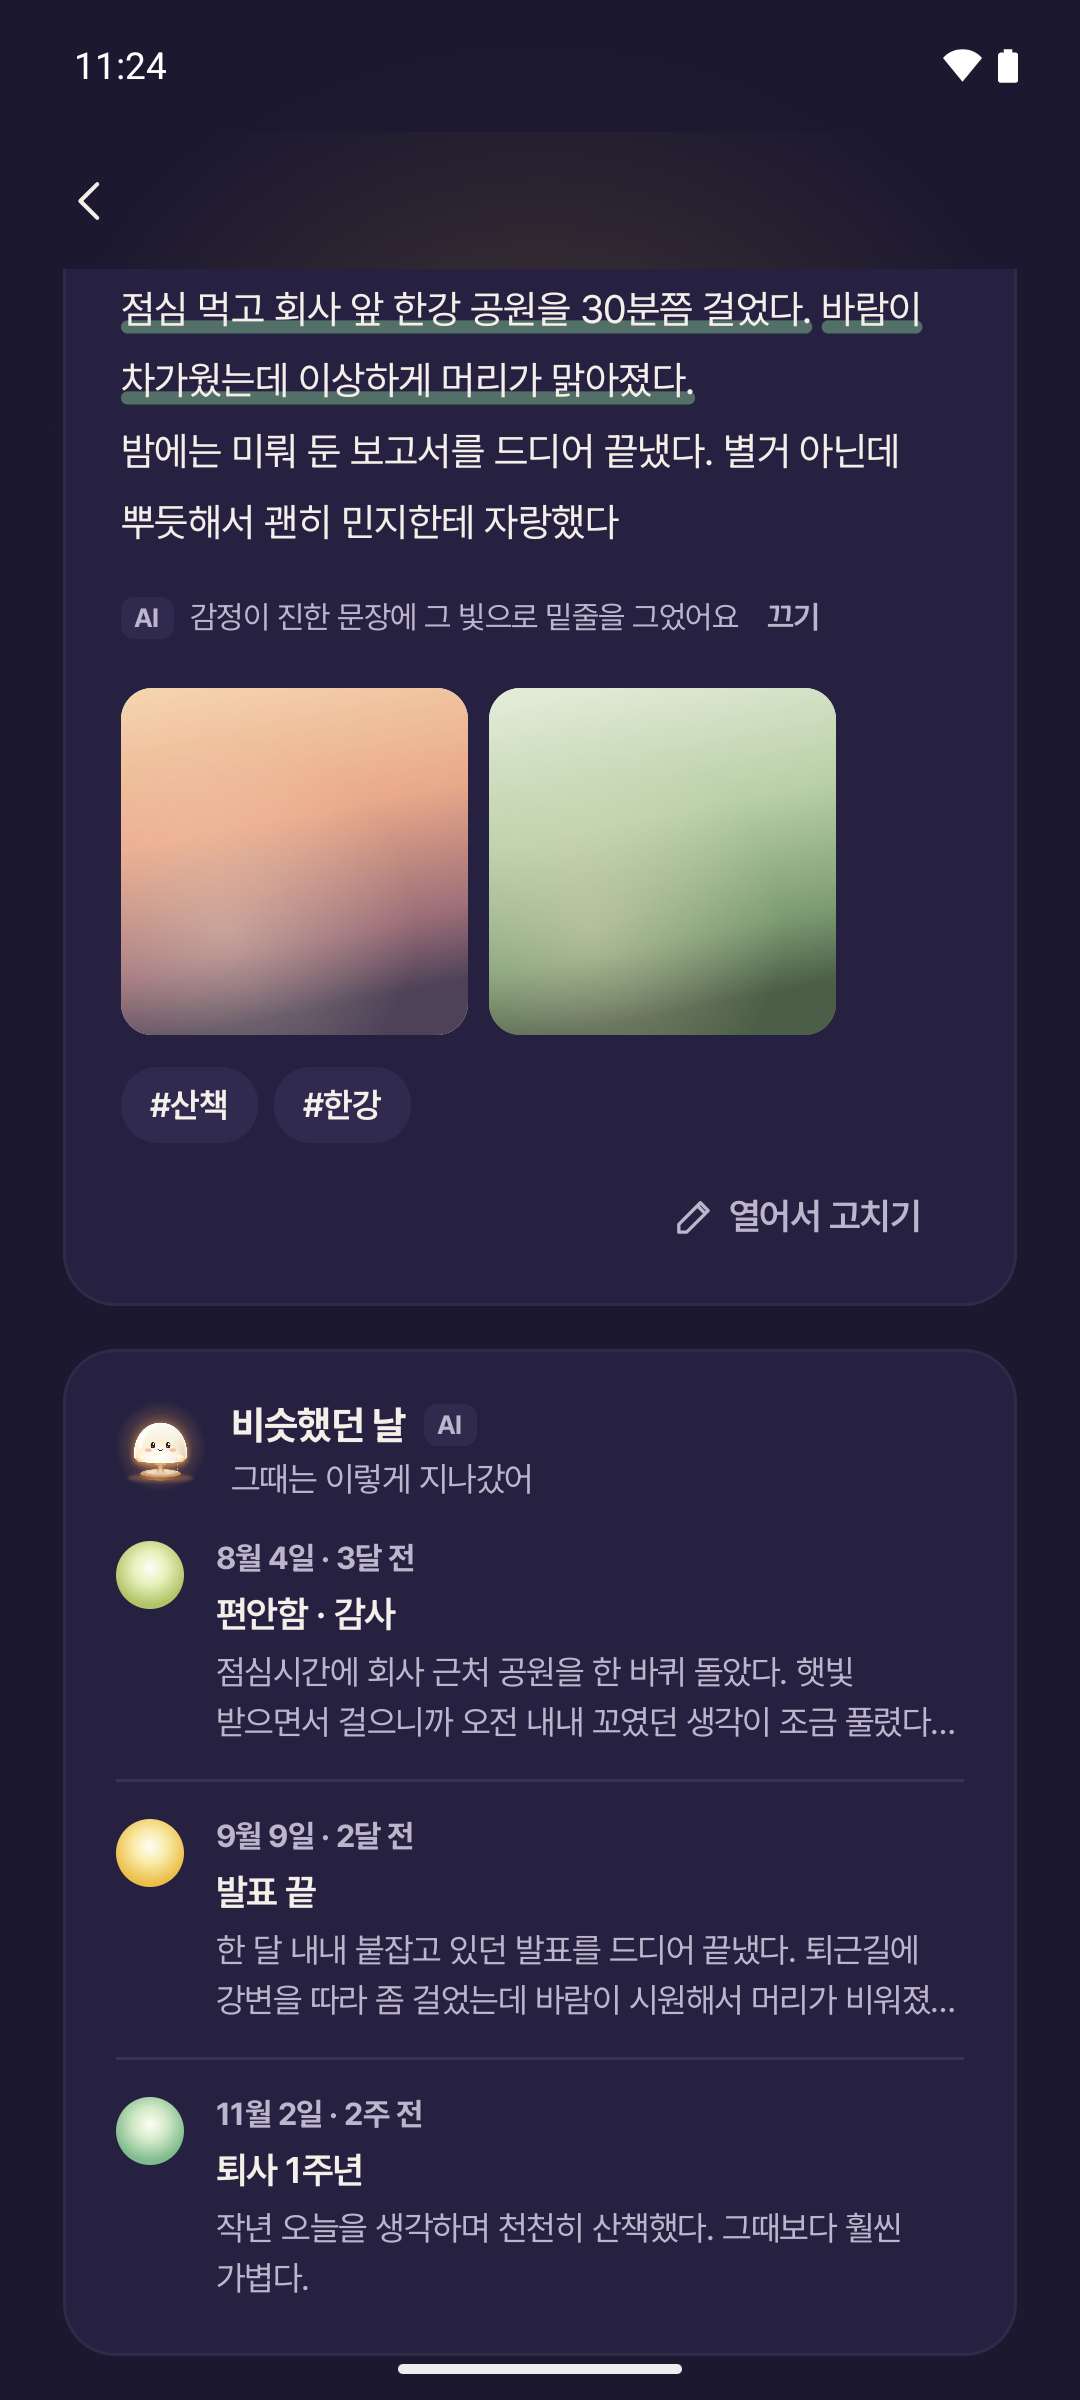 11:24
점심 먹고 회사 앞 한강 공원을 30분쯤 걸었다. 바람이
차가웠는데 이상하게 머리가 맑아졌다.
밤에는 미뤄 둔 보고서를 드디어 끝냈다. 별거 아닌데
뿌듯해서 괜히 민지한테 자랑했다
AI 감정이 진한 문장에 그 빛으로 밑줄을 그었어요 끄기
#산책 #한강
열어서 고치기
비슷했던 날 AI
그때는 이렇게 지나갔어
8월 4일 · 3달 전
편안함 · 감사
점심시간에 회사 근처 공원을 한 바퀴 돌았다. 햇빛
받으면서 걸으니까 오전 내내 꼬였던 생각이 조금 풀렸다...
9월 9일 · 2달 전
발표 끝
한 달 내내 붙잡고 있던 발표를 드디어 끝냈다. 퇴근길에
강변을 따라 좀 걸었는데 바람이 시원해서 머리가 비워졌...
11월 2일 · 2주 전
퇴사 1주년
작년 오늘을 생각하며 천천히 산책했다. 그때보다 훨씬
가볍다.